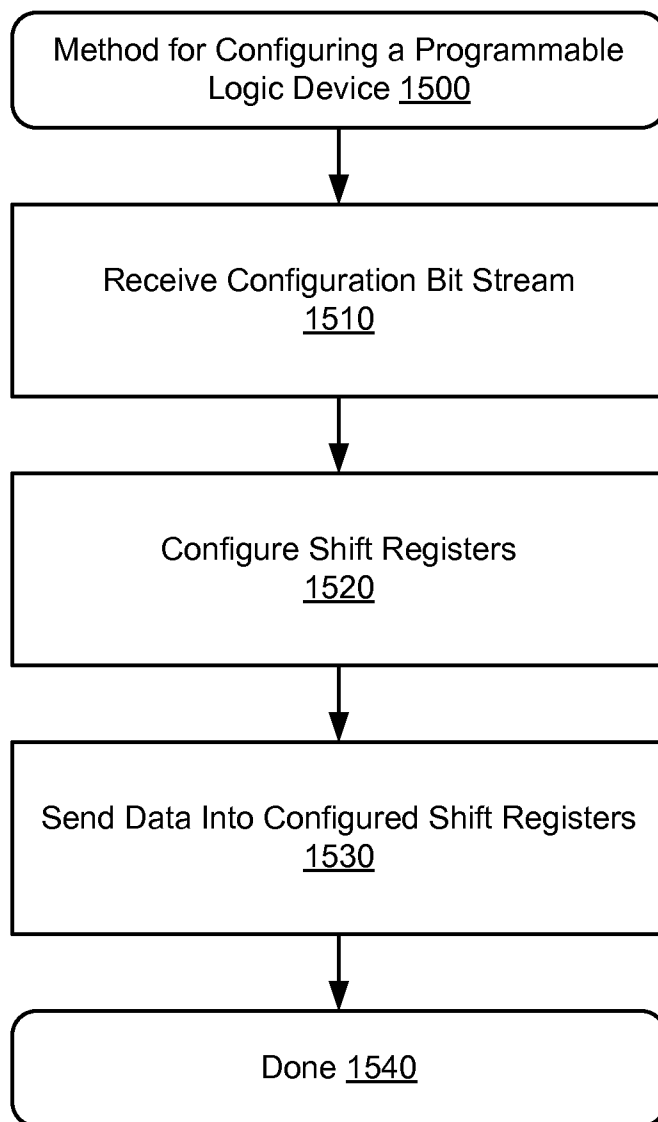 Method for Configuring a Programmable
Logic Device 1500
Receive Configuration Bit Stream
1510
Configure Shift Registers
1520
Send Data Into Configured Shift Registers
1530
Done 1540